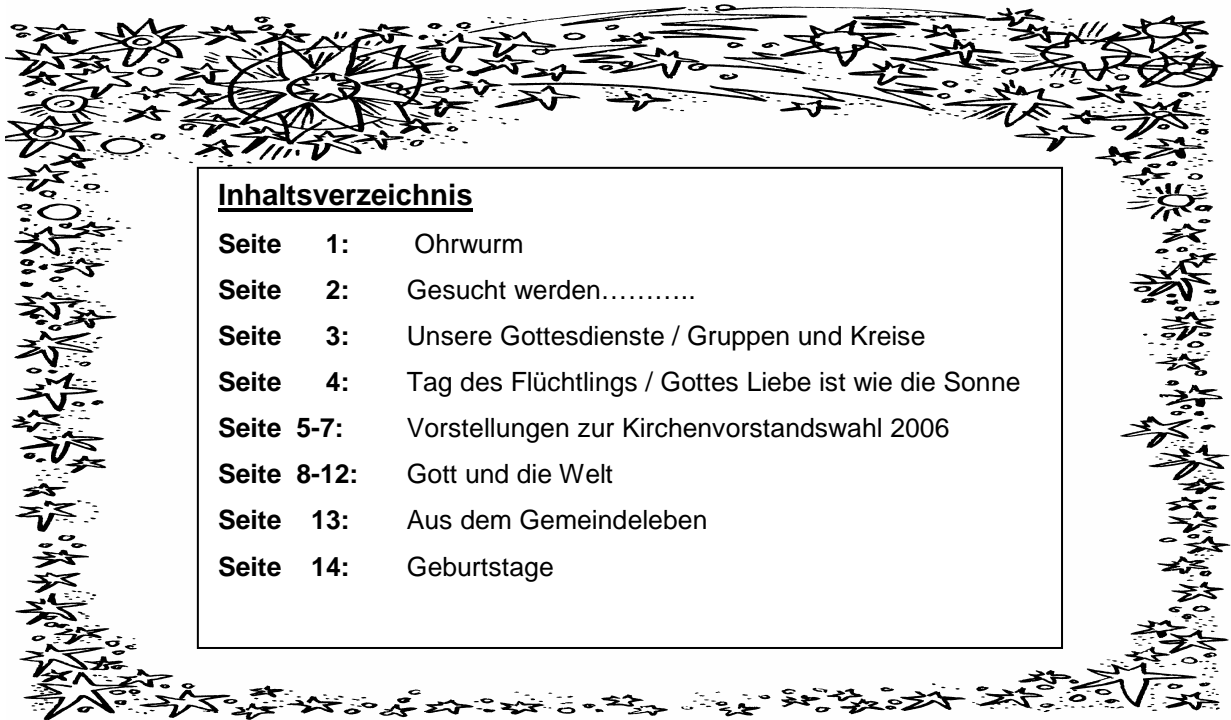 Inhaltsverzeichnis
Seite 1: Ohrwurm
Seite 2: Gesucht werden………..
Seite 3: Unsere Gottesdienste / Gruppen und Kreise
Seite 4: Tag des Flüchtlings / Gottes Liebe ist wie die Sonne
Seite 5-7: Vorstellungen zur Kirchenvorstandswahl 2006
Seite 8-12: Gott und die Welt
Seite 13: Aus dem Gemeindeleben
Seite 14: Geburtstage